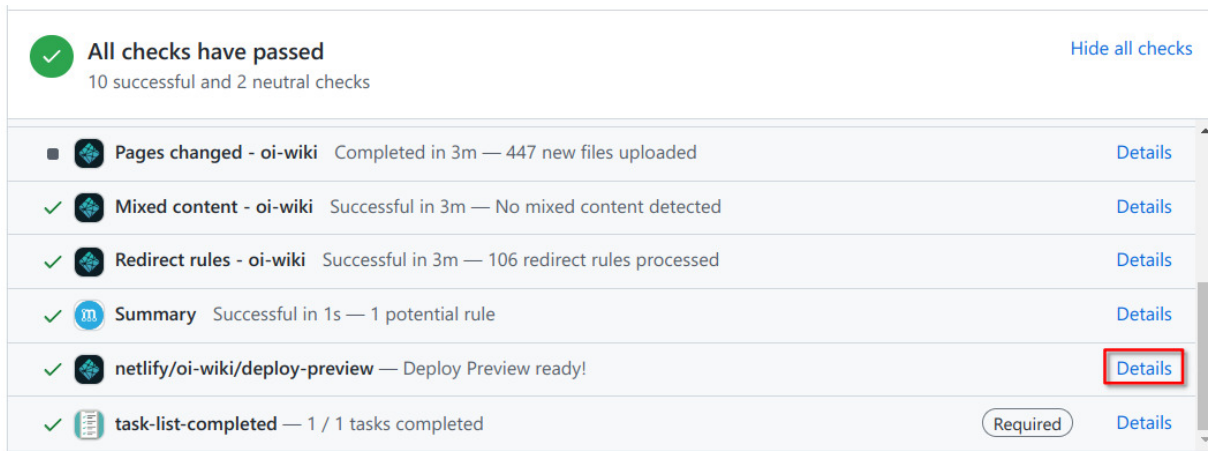 All checks have passed
Hide all checks
10 successful and 2 neutral checks
Pages changed - oi-wiki Completed in 3m — 447 new files uploaded Details
Mixed content - oi-wiki Successful in 3m — No mixed content detected Details
Redirect rules - oi-wiki Successful in 3m — 106 redirect rules processed Details
Summary Successful in 1s — 1 potential rule Details
netlify/oi-wiki/deploy-preview — Deploy Preview ready! Details
task-list-completed — 1 / 1 tasks completed Required Details